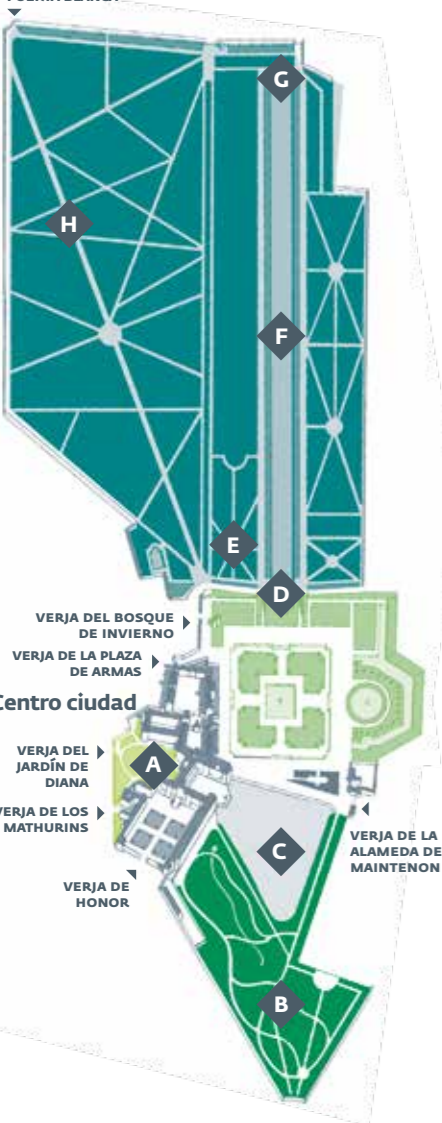 G
H
F
E
D
VERJA DEL BOSQUE
DE INVIERNO
VERJA DE LA PLAZA
DE ARMAS
Centro ciudad
VERJA DEL
JARDÍN DE
DIANA
A
VERJA DE LOS
MATHURINS
C
VERJA DE LA
ALAMEDA DE
MAINTENON
VERJA DE
HONOR
B